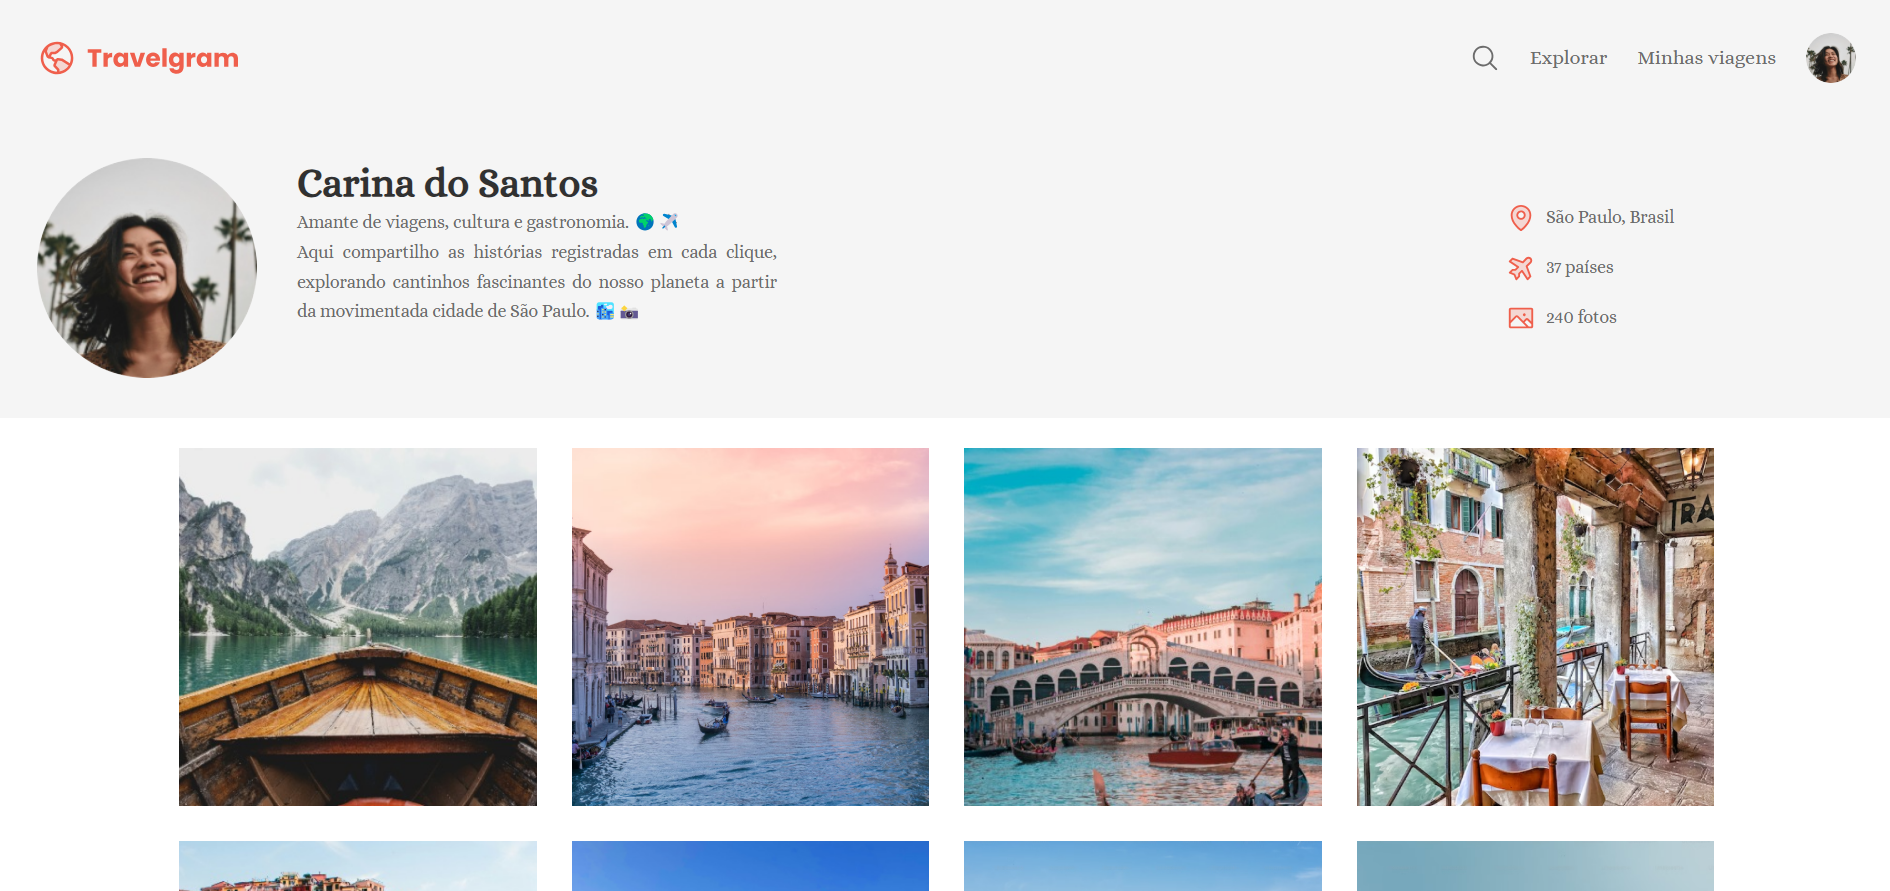 Travelgram
Explorar
Minhas viagens
Carina do Santos
Amante de viagens, cultura e gastronomia. 🌍 ✈️
Aqui compartilho as histórias registradas em cada clique,
explorando cantinhos fascinantes do nosso planeta a partir
da movimentada cidade de São Paulo. 🏙️ 📸
São Paulo, Brasil
37 países
240 fotos
TRA